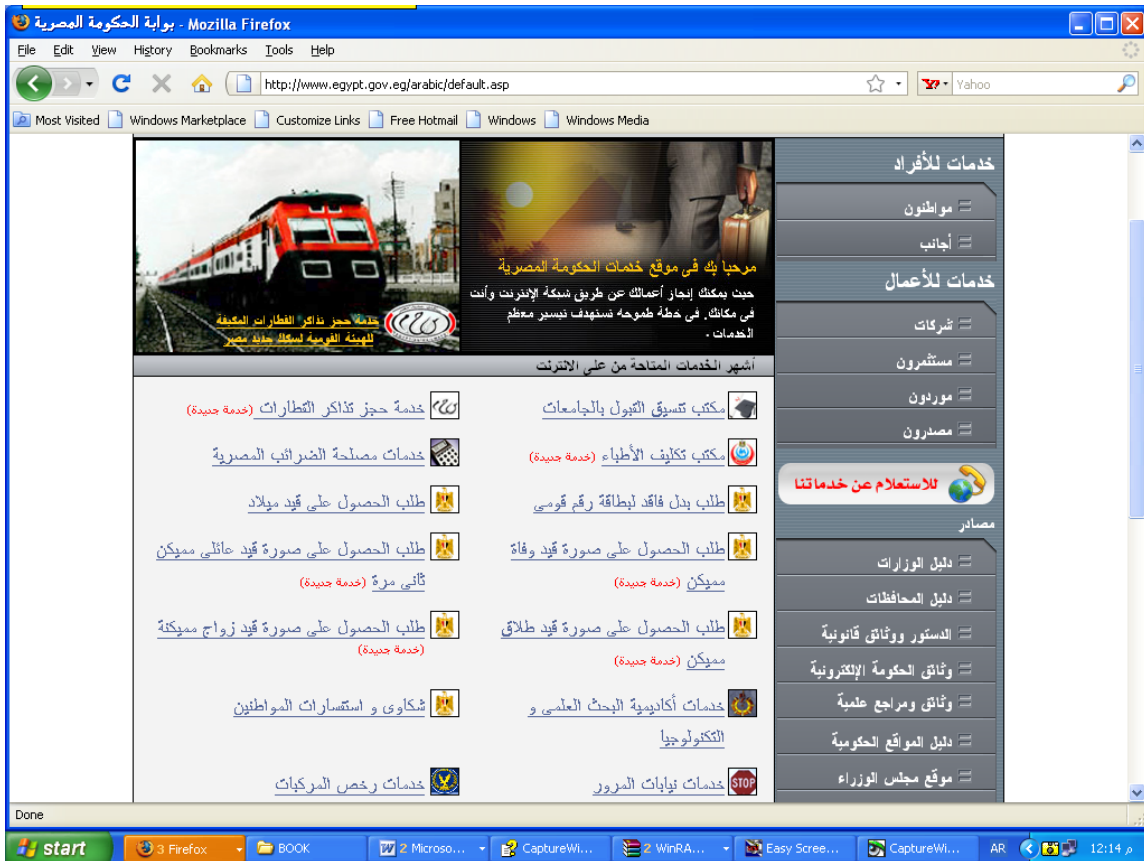 بوابة الحكومة المصرية - Mozilla Firefox
File Edit View History Bookmarks Tools Help
http://www.egypt.gov.eg/arabic/default.asp
Yahoo
Most Visited Windows Marketplace Customize Links Free Hotmail Windows Windows Media
خدمات للأفراد
مواطنون
أجانب
خدمات للأعمال
شركات
مستثمرون
موردون
مصدرون
للاستعلام عن خدماتنا
مصادر
دليل الوزارات
دليل المحافظات
الدستور ووثائق قانونية
وثائق الحكومة الإلكترونية
وثائق ومراجع علمية
دليل المواقع الحكومية
موقع مجلس الوزراء
مرحبا بك فى موقع خدمات الحكومة المصرية
حيث يمكنك إنجاز أعمالك عن طريق شبكة الإنترنت وأنت
فى مكانك. فى خطة طموحه تستهدف تيسير معظم
الخدمات .
خدمة حجز تذاكر القطارات المكيفة
للهيئة القومية لسكك حديد مصر
أشهر الخدمات المتاحة من على الانترنت
مكتب تنسيق القبول بالجامعات
خدمة حجز تذاكر القطارات (خدمة جديدة)
مكتب تكليف الأطباء (خدمة جديدة)
خدمات مصلحة الضرائب المصرية
طلب بدل فاقد لبطاقة رقم قومى
طلب الحصول على قيد ميلاد
طلب الحصول على صورة قيد وفاة
مميكن (خدمة جديدة)
طلب الحصول على صورة قيد عائلى مميكن
ثانى مرة (خدمة جديدة)
طلب الحصول على صورة قيد طلاق
مميكن (خدمة جديدة)
طلب الحصول على صورة قيد زواج مميكنة
(خدمة جديدة)
خدمات أكاديمية البحث العلمى و
التكنولوجيا
شكاوى و استفسارات المواطنين
STOP
خدمات نيابات المرور
خدمات رخص المركبات
Done
start 3 Firefox BOOK 2 Microso... CaptureWi... 2 WinRA... Easy Scree... CaptureWi... AR 12:14 م